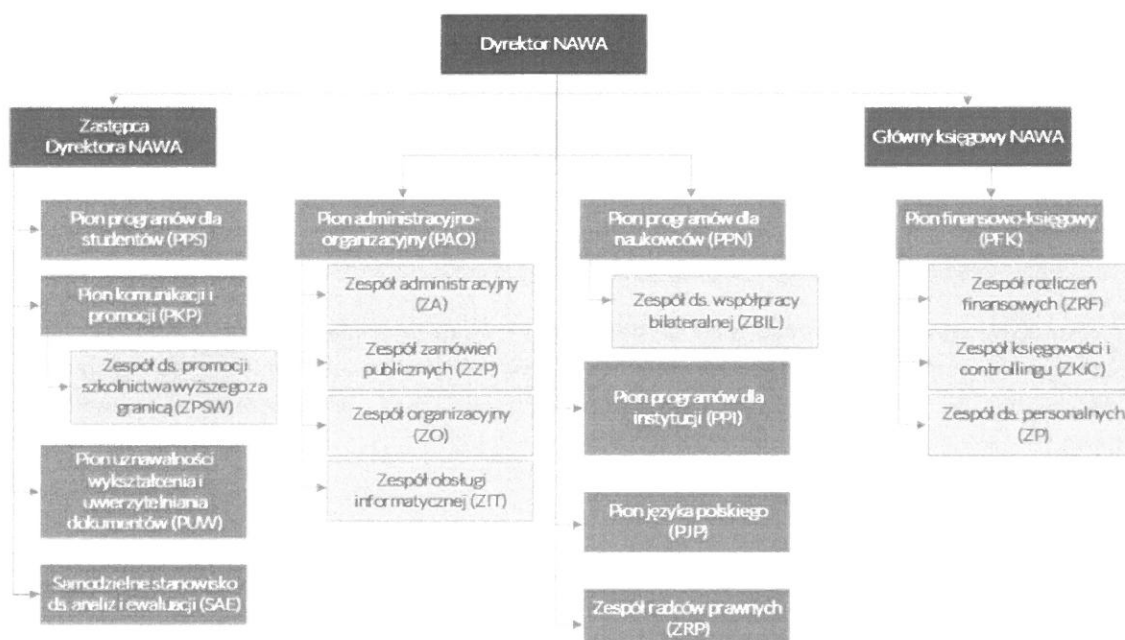 Dyrektor NAWA
Zastępca
Dyrektora NAWA
Główny księgowy NAWA
Pion programów dla
studentów (PPS)
Pion komunikacji i
promocji (PKP)
Zespół ds. promocji
szkolnictwa wyższego za
granicą (ZPSW)
Pion uznawalności
wykształcenia i
uwierzytelniania
dokumentów (PUW)
Samodzielne stanowisko
ds. analiz i ewaluacji (SAE)
Pion administracyjno-
organizacyjny (PAO)
Zespół administracyjny
(ZA)
Zespół zamówień
publicznych (ZZP)
Zespół organizacyjny
(ZO)
Zespół obsługi
informatycznej (ZIT)
Pion programów dla
naukowców (PPN)
Zespół ds. współpracy
bilateralnej (ZBIL)
Pion programów dla
instytucji (PPI)
Pion języka polskiego
(PJP)
Zespół radców prawnych
(ZRP)
Pion finansowo-księgowy
(PFK)
Zespół rozliczeń
finansowych (ZRF)
Zespół księgowości i
controllingu (ZKiC)
Zespół ds. personalnych
(ZP)